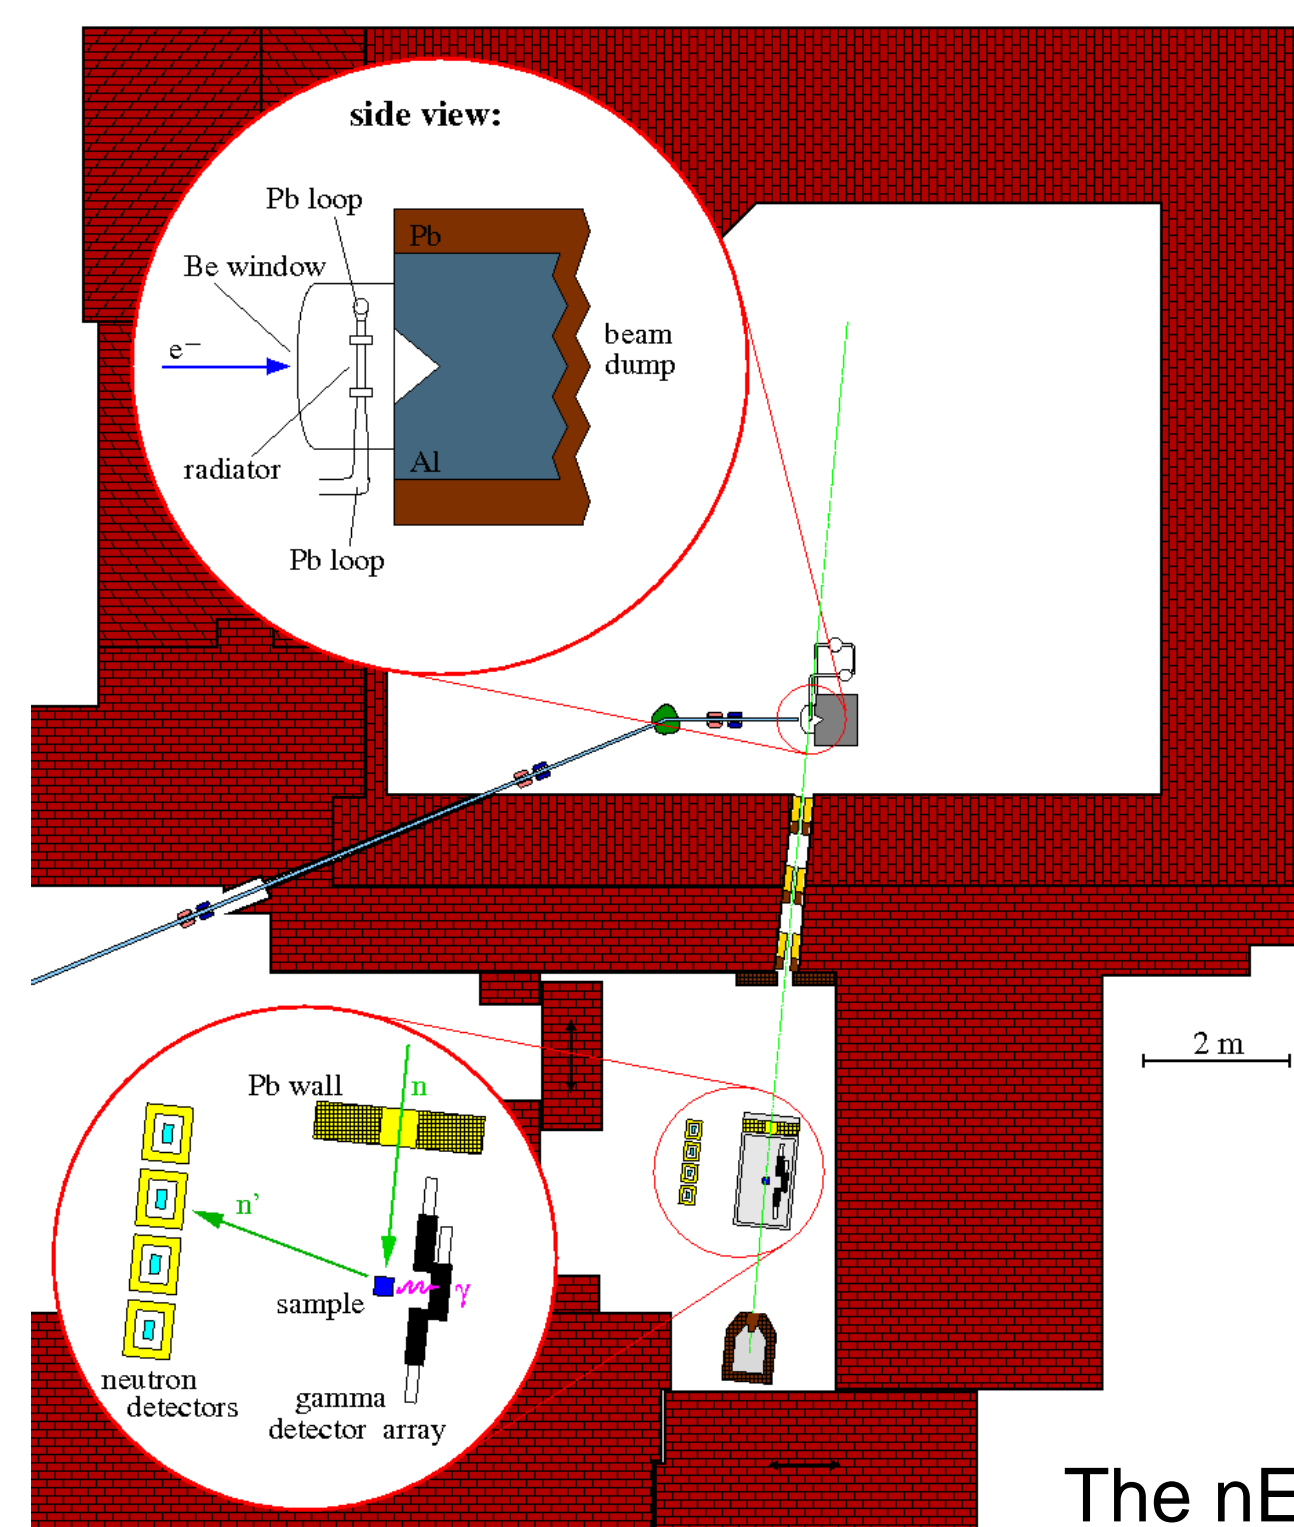 side view:
Pb loop
Pb
Be window
e−
beam
dump
radiator
Al
Pb loop
2 m
Pb wall
n
n’
sample
γ
neutron
detectors
gamma
detector array
The nE